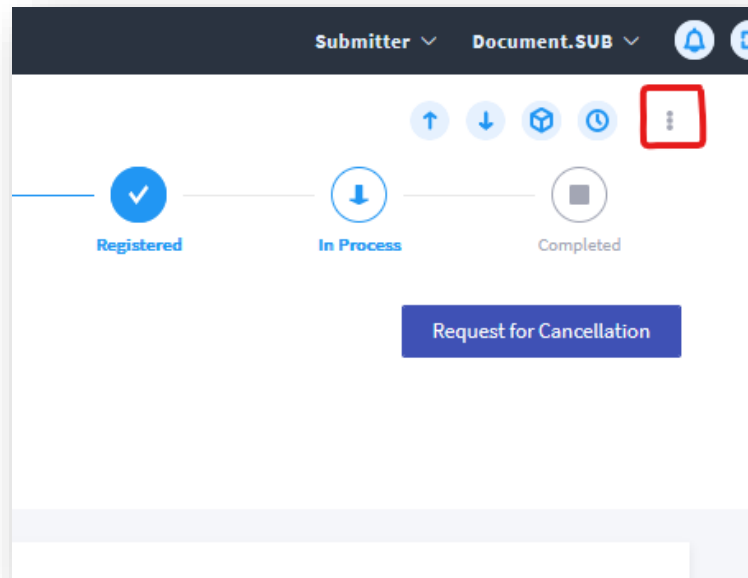 Submitter Document.SUB
Registered In Process Completed
Request for Cancellation